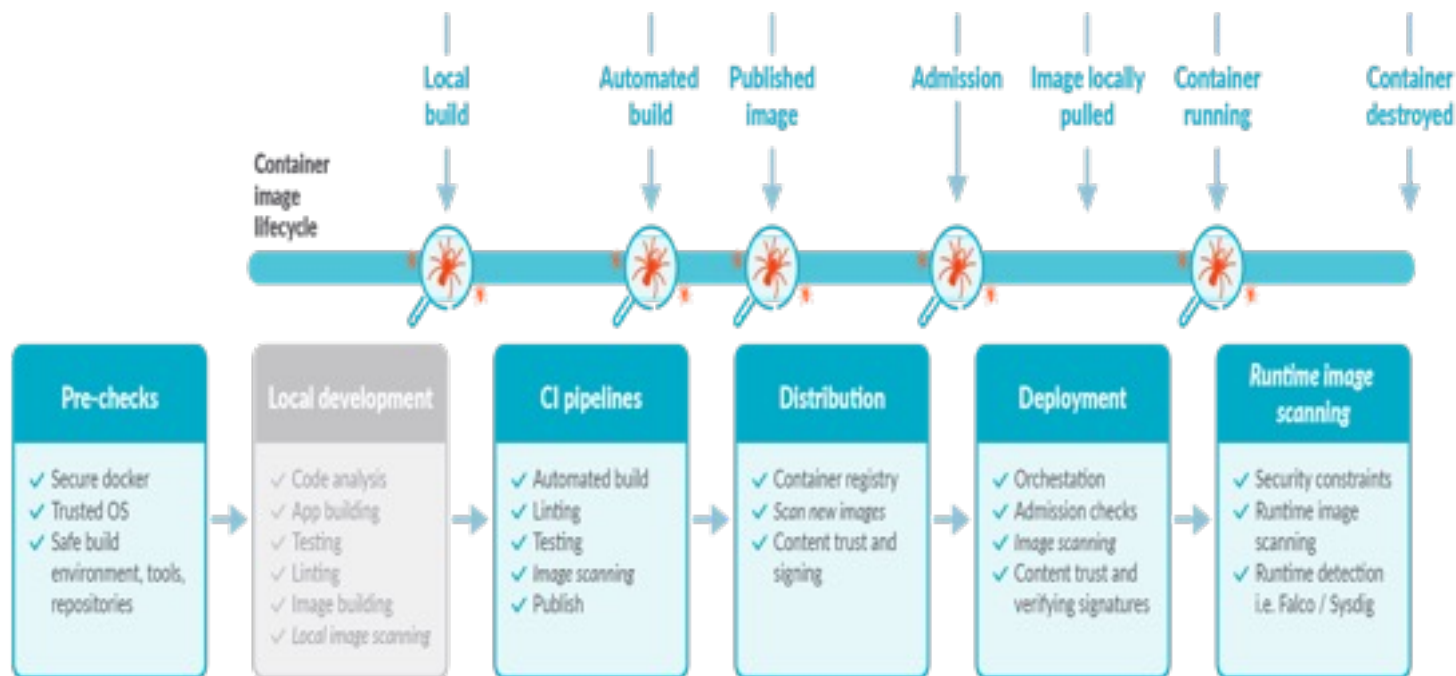 Local
build
Automated
build
Published
image
Admission
Image locally
pulled
Container
running
Container
destroyed
Container
image
lifecycle
Pre-checks
✓ Secure docker
✓ Trusted OS
✓ Safe build
environment, tools,
repositories
Local development
✓ Code analysis
✓ App building
✓ Testing
✓ Linting
✓ Image building
✓ Local image scanning
CI pipelines
✓ Automated build
✓ Linting
✓ Testing
✓ Image scanning
✓ Publish
Distribution
✓ Container registry
✓ Scan new images
✓ Content trust and
signing
Deployment
✓ Orchestation
✓ Admission checks
✓ Image scanning
✓ Content trust and
verifying signatures
Runtime image
scanning
✓ Security constraints
✓ Runtime image
scanning
✓ Runtime detection
i.e. Falco / Sysdig